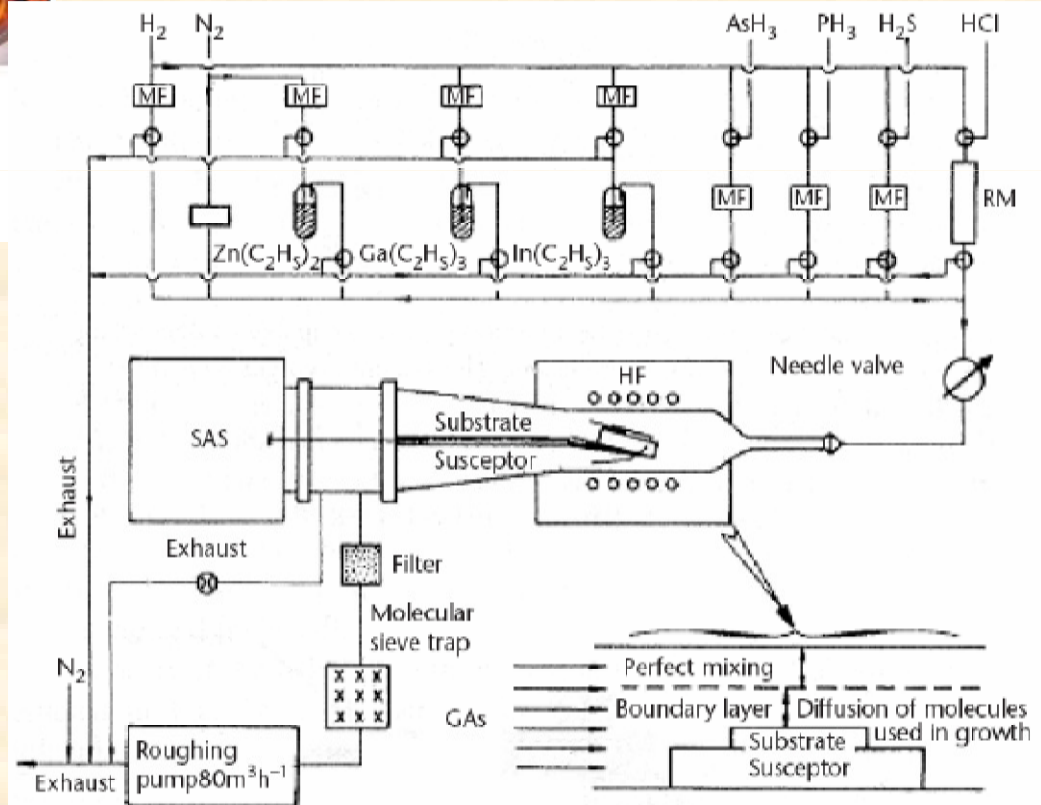 H₂ N₂ AsH₃ PH₃ H₂S HCl
MF MF MF MF
MF MF MF RM
Zn(C₂H₅)₂ Ga(C₂H₅)₃ In(C₂H₅)₃
Needle valve
HF
SAS
Substrate
Susceptor
Exhaust
Exhaust
Filter
Molecular
sieve trap
N₂
Roughing
pump80m³h⁻¹
Exhaust
GAs
Perfect mixing
Boundary layer
Diffusion of molecules
used in growth
Substrate
Susceptor